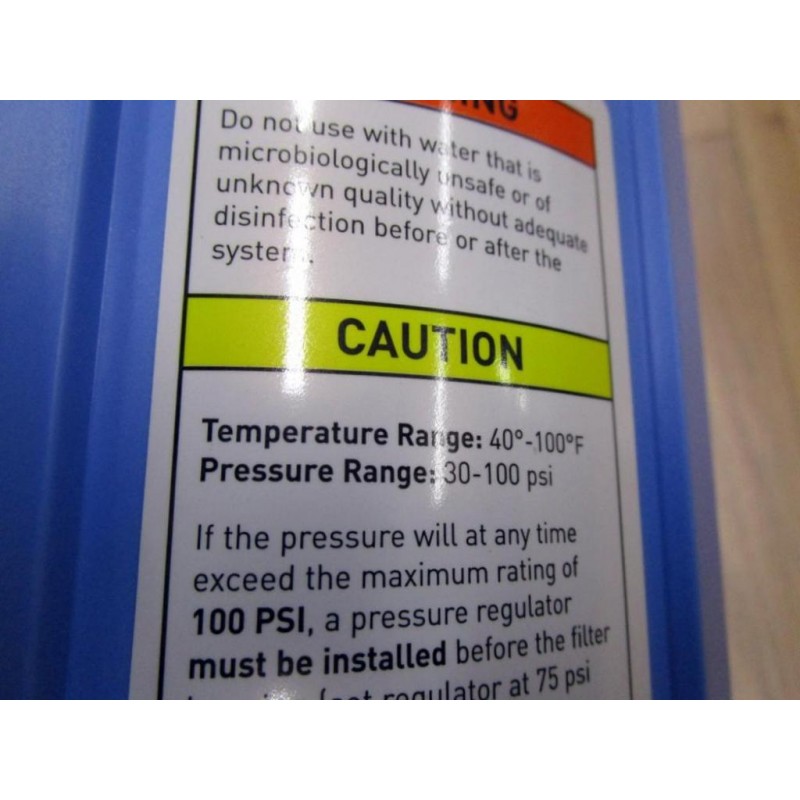 Do not use with water that is
microbiologically unsafe or of
unknown quality without adequate
disinfection before or after the
system.
CAUTION
Temperature Range: 40°-100°F
Pressure Range: 30-100 psi
If the pressure will at any time
exceed the maximum rating of
100 PSI, a pressure regulator
must be installed before the filter
(set regulator at 75 psi